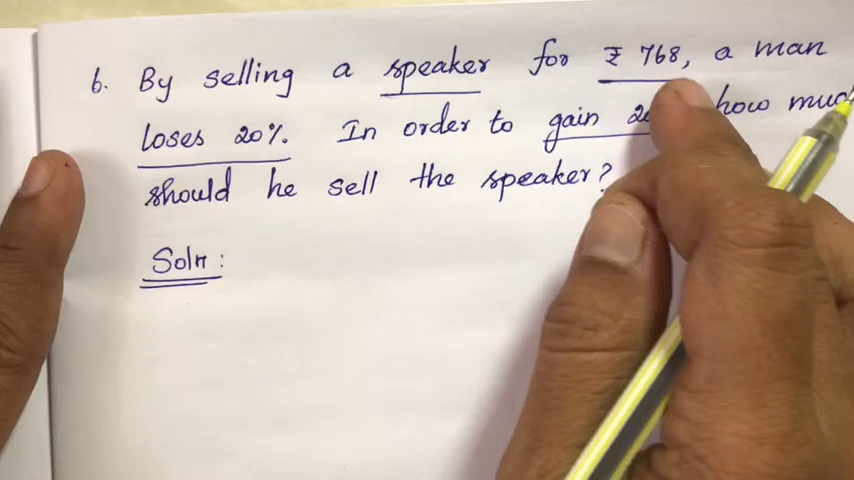 6. By selling a speaker for ₹ 768, a man
loses 20%. In order to gain how
should he sell the speaker?
Soln: